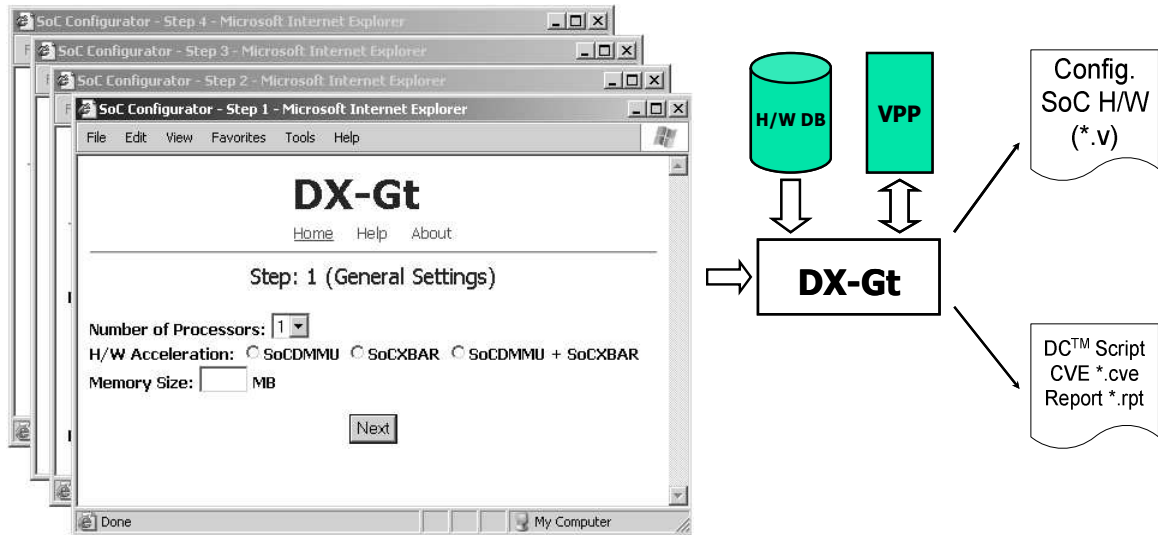 SoC Configurator - Step 4 - Microsoft Internet Explorer
SoC Configurator - Step 3 - Microsoft Internet Explorer
SoC Configurator - Step 2 - Microsoft Internet Explorer
SoC Configurator - Step 1 - Microsoft Internet Explorer
File Edit View Favorites Tools Help
DX-Gt
Home Help About
Step: 1 (General Settings)
Number of Processors: 1
H/W Acceleration: SoCDMMU SoCXBAR SoCDMMU + SoCXBAR
Memory Size: MB
Next
Done
My Computer
H/W DB
VPP
DX-Gt
Config.
SoC H/W
(*.v)
DC™ Script
CVE *.cve
Report *.rpt